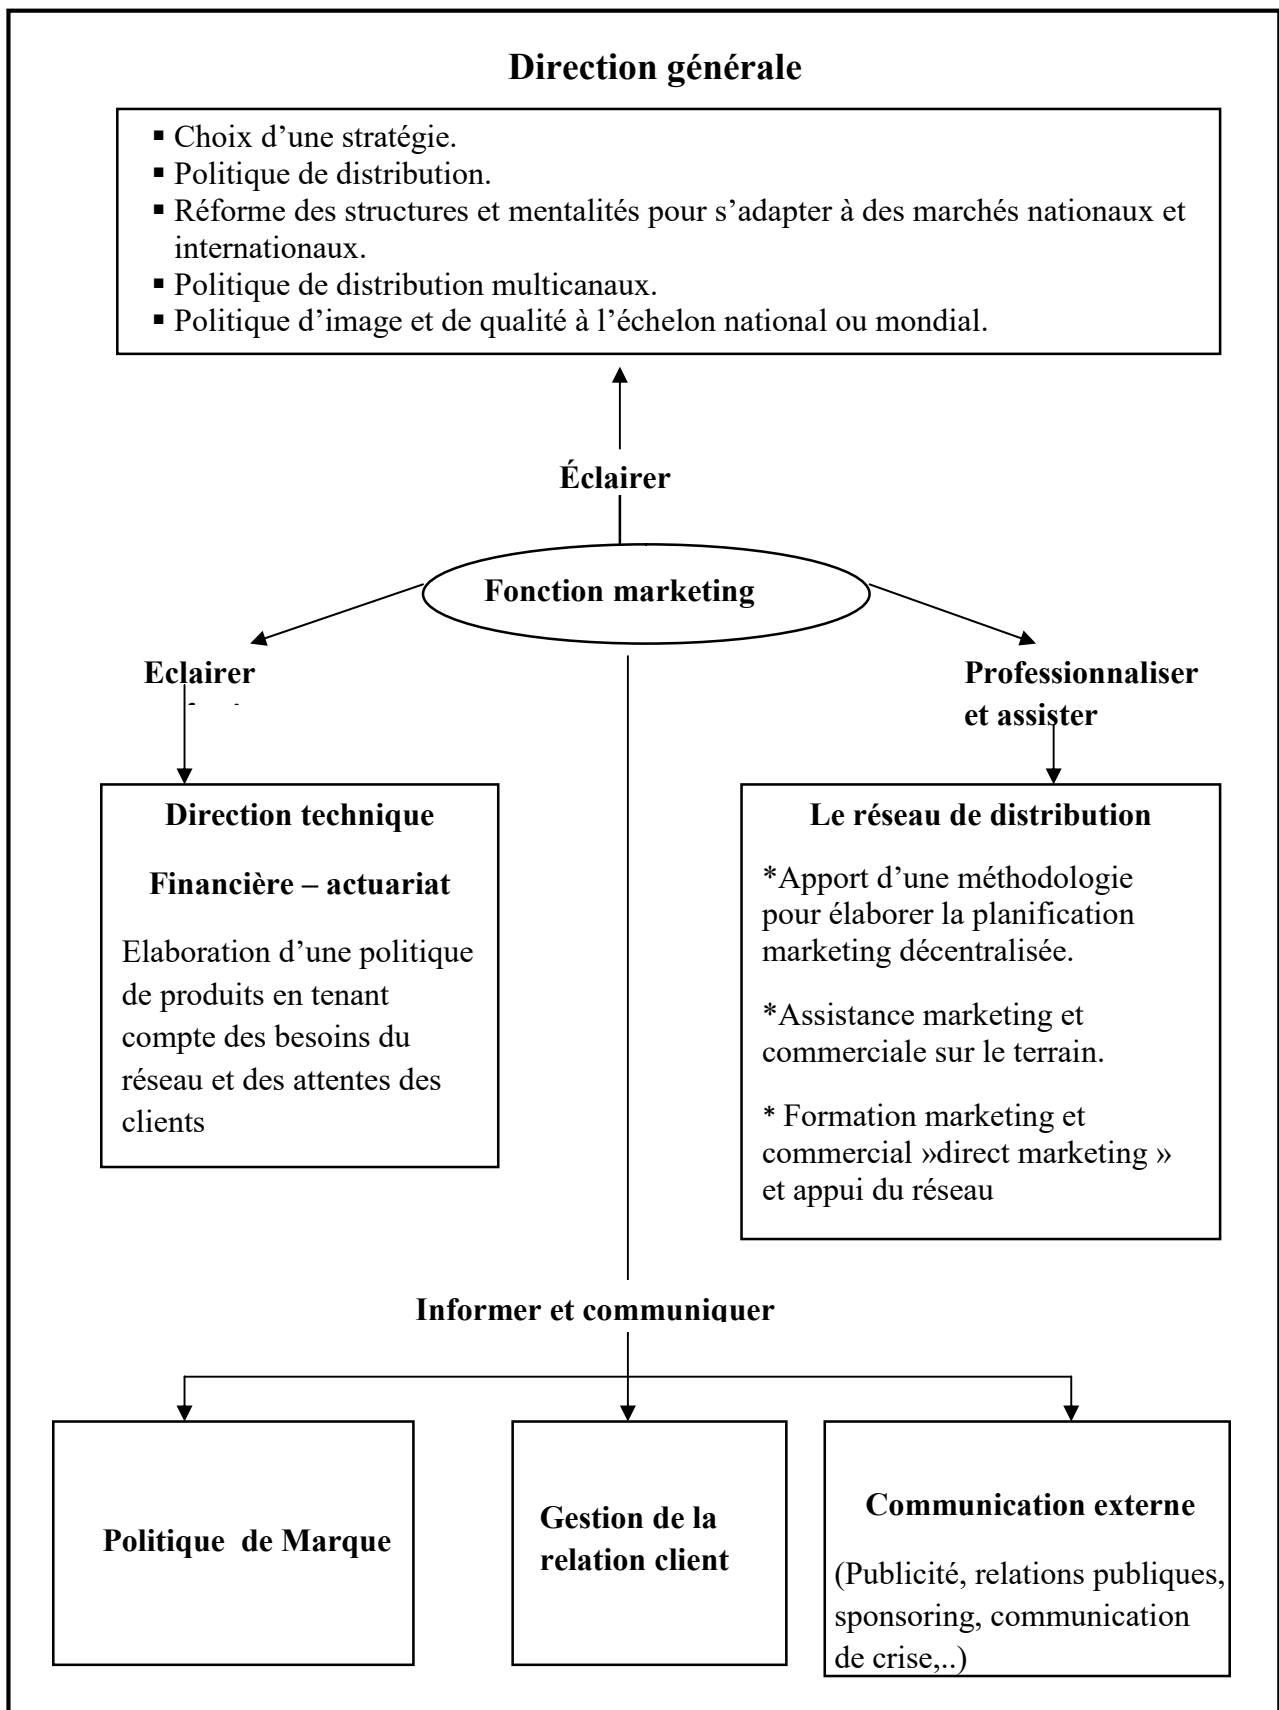 Direction générale
▪ Choix d’une stratégie.
▪ Politique de distribution.
▪ Réforme des structures et mentalités pour s’adapter à des marchés nationaux et
internationaux.
▪ Politique de distribution multicanaux.
▪ Politique d’image et de qualité à l’échelon national ou mondial.
Éclairer
Fonction marketing
Eclairer
Professionnaliser
et assister
Direction technique
Financière – actuariat
Elaboration d’une politique
de produits en tenant
compte des besoins du
réseau et des attentes des
clients
Le réseau de distribution
*Apport d’une méthodologie
pour élaborer la planification
marketing décentralisée.
*Assistance marketing et
commerciale sur le terrain.
* Formation marketing et
commercial »direct marketing »
et appui du réseau
Informer et communiquer
Politique  de Marque
Gestion de la
relation client
Communication externe
(Publicité, relations publiques,
sponsoring, communication
de crise,..)